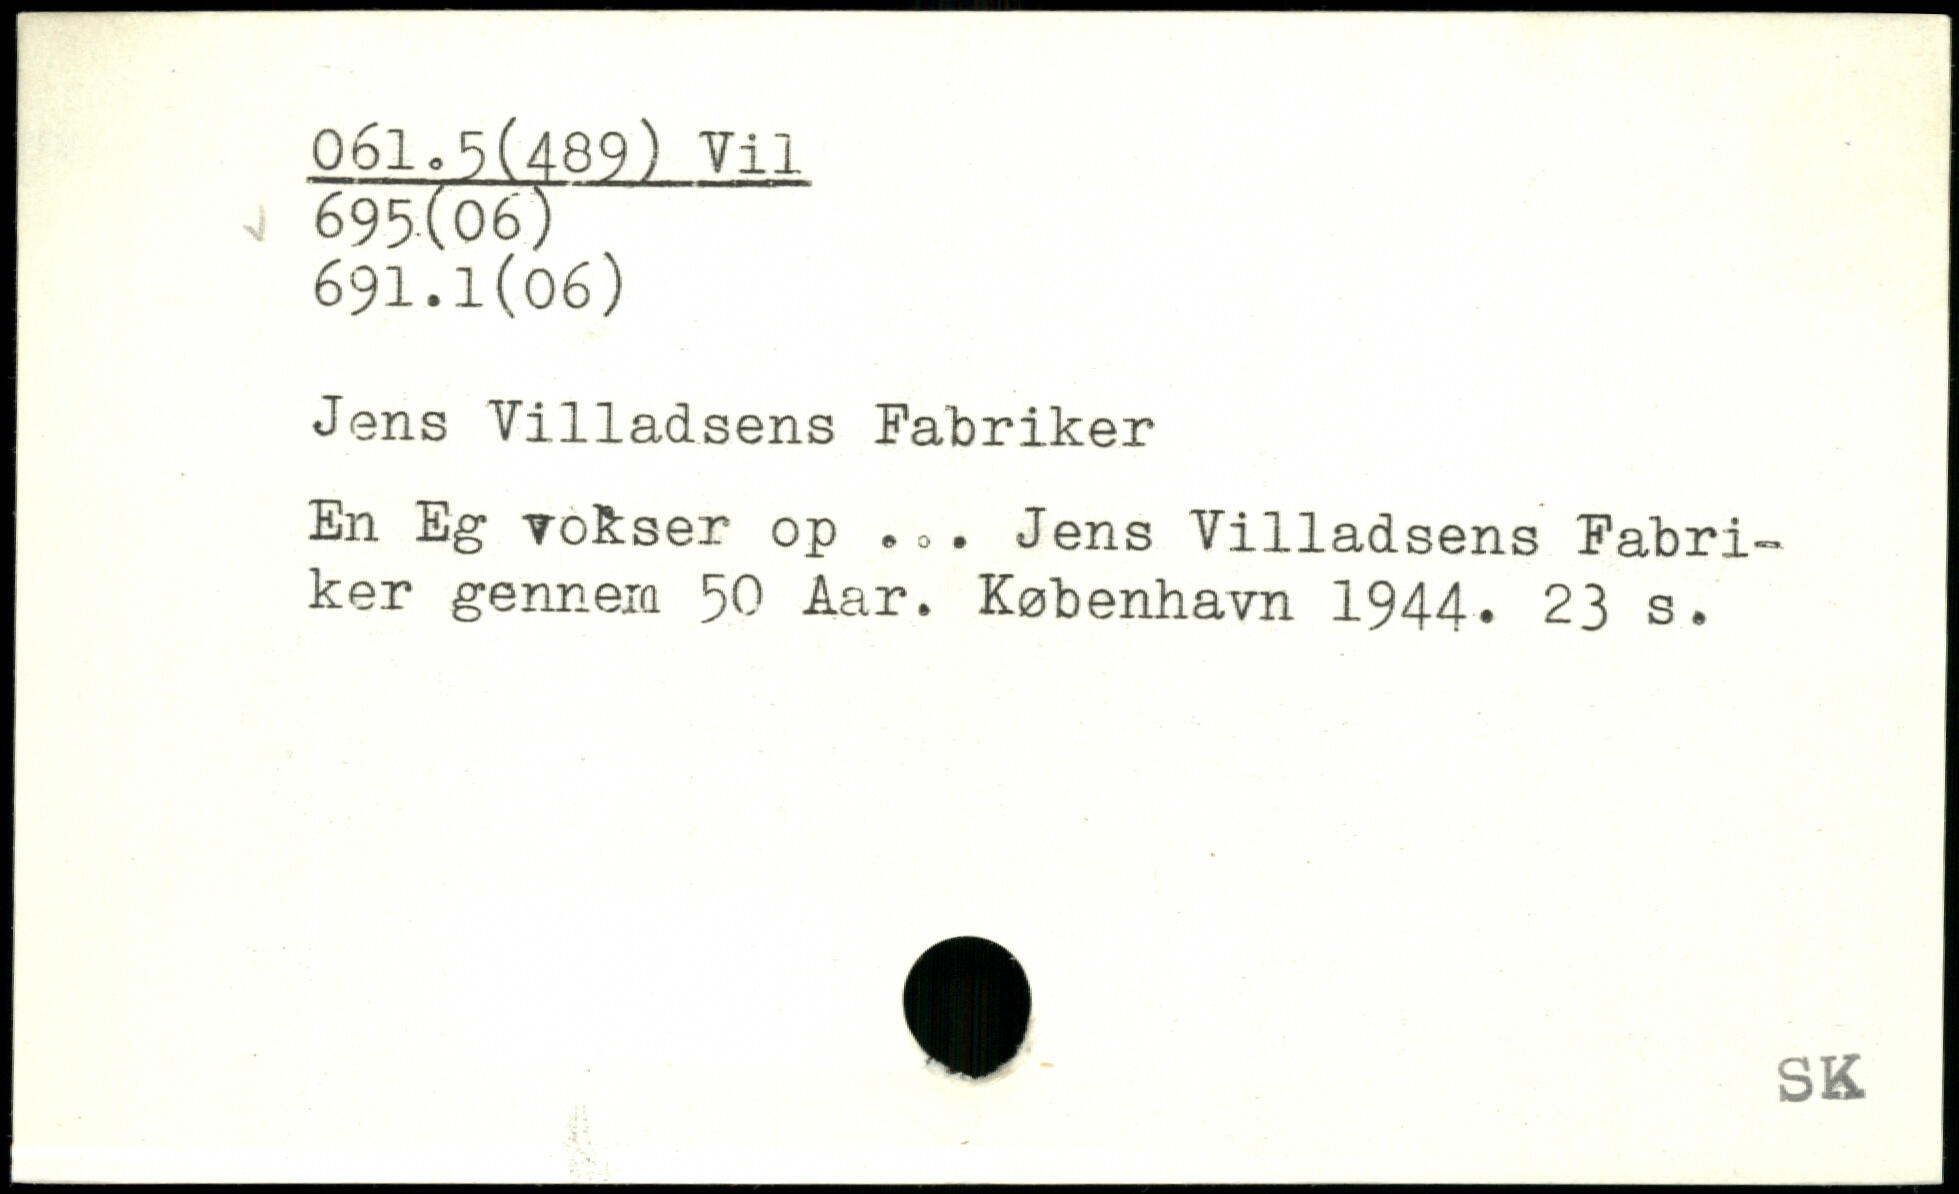 061.5(489) Vil
695(06)
691.1(06)
Jens Villadsens Fabriker
En Eg vokser op ... Jens Villadsens Fabri-
ker gennem 50 Aar. København 1944. 23 s.
SK